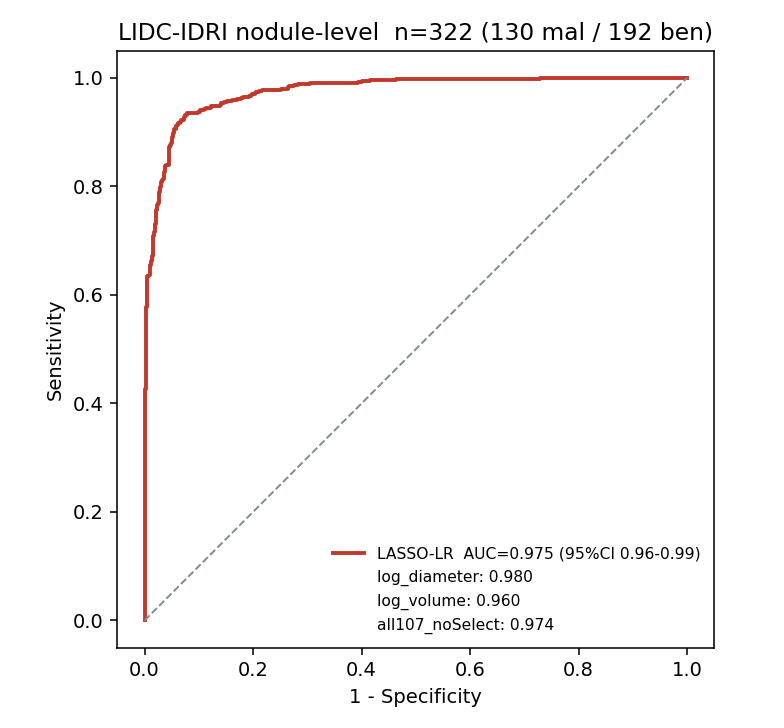 LIDC-IDRI nodule-level  n=322 (130 mal / 192 ben)
1.0
0.8
0.6
0.4
0.2
0.0
Sensitivity
LASSO-LR  AUC=0.975 (95%CI 0.96-0.99)
log_diameter: 0.980
log_volume: 0.960
all107_noSelect: 0.974
0.0 0.2 0.4 0.6 0.8 1.0
1 - Specificity